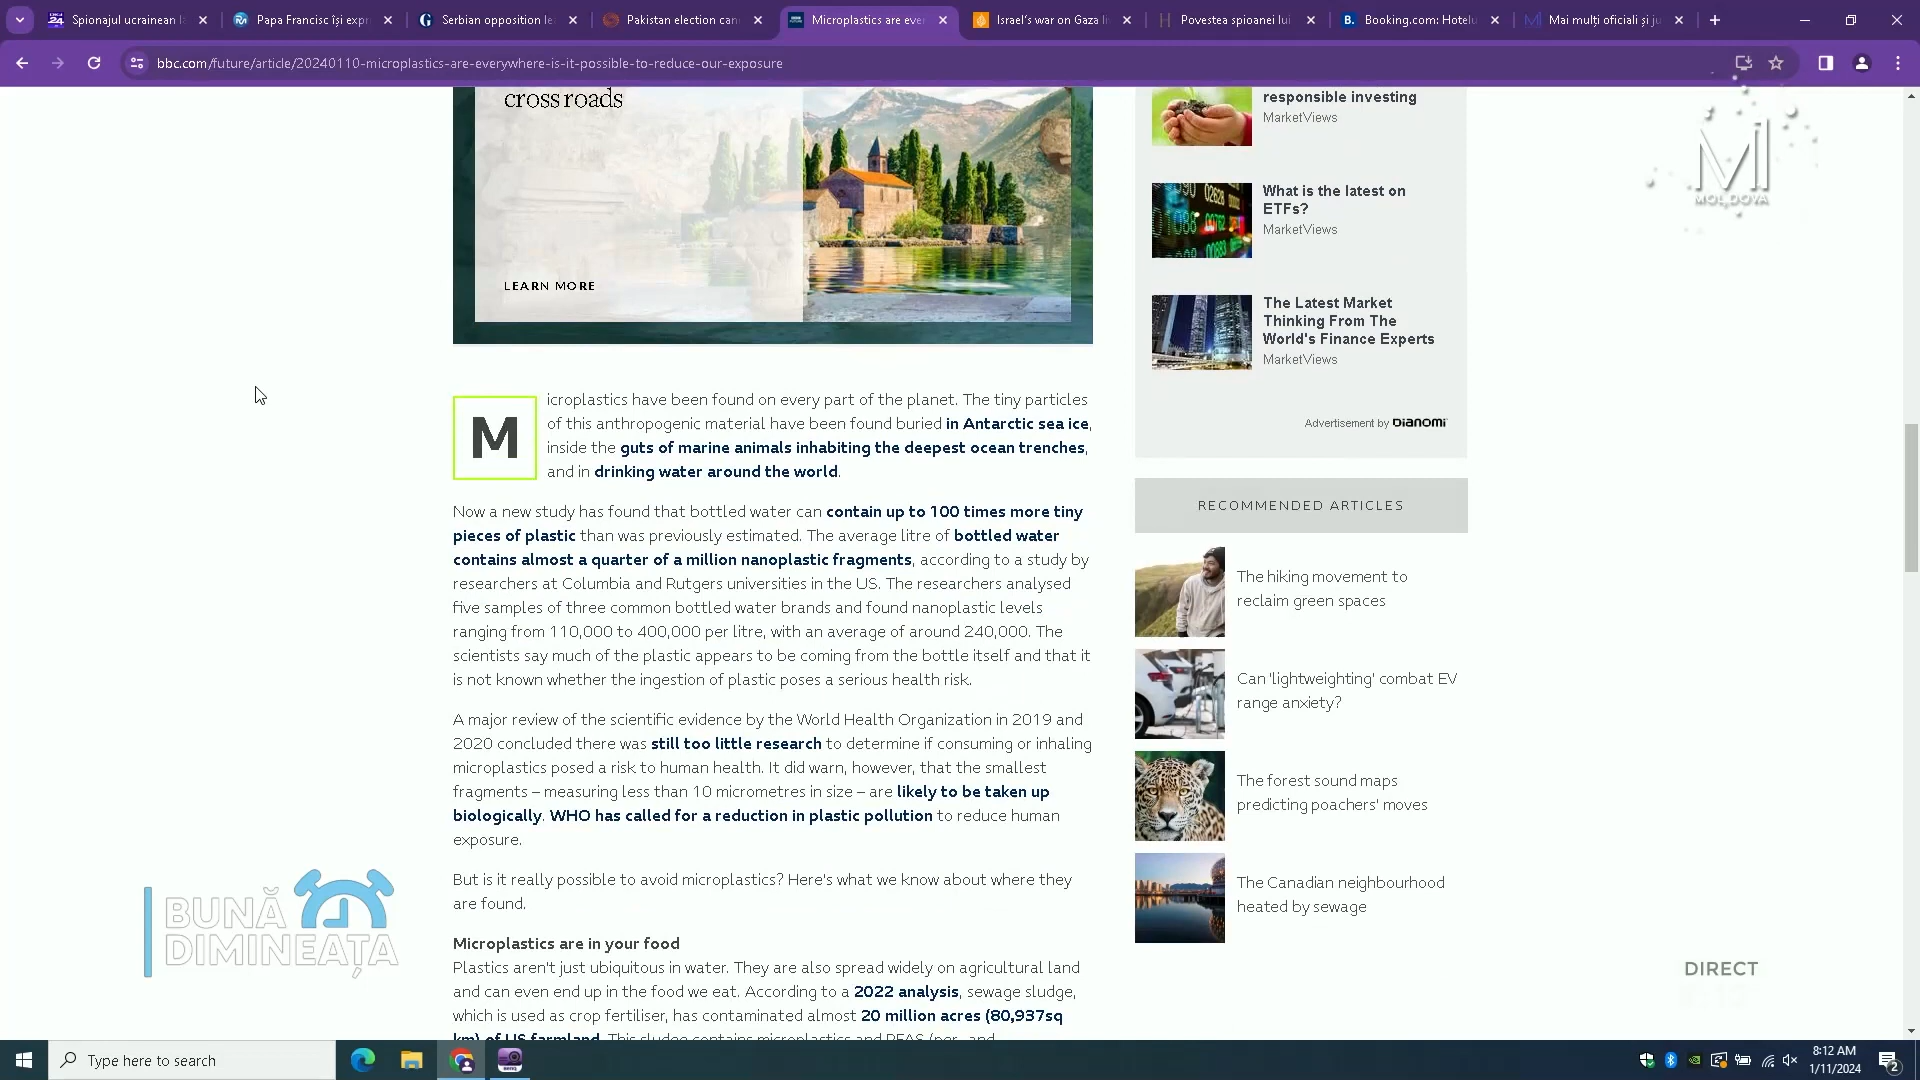 Spionajul ucrainean l
Papa Francisc își expr
Serbian opposition le
Pakistan election can
Microplastics are eve
Israel's war on Gaza li
Povestea spioanei lui
Booking.com: Hotelu
Mai mulți oficiali și ju
bbc.com/future/article/20240110-microplastics-are-everywhere-is-it-possible-to-reduce-our-exposure
crossroads
LEARN MORE
responsible investing
MarketViews
What is the latest on
ETFs?
MarketViews
The Latest Market
Thinking From The
World's Finance Experts
MarketViews
Advertisement by DIANOMI
M1
MOLDOVA
Microplastics have been found on every part of the planet. The tiny particles
of this anthropogenic material have been found buried in Antarctic sea ice,
inside the guts of marine animals inhabiting the deepest ocean trenches,
and in drinking water around the world.
Now a new study has found that bottled water can contain up to 100 times more tiny
pieces of plastic than was previously estimated. The average litre of bottled water
contains almost a quarter of a million nanoplastic fragments, according to a study by
researchers at Columbia and Rutgers universities in the US. The researchers analysed
five samples of three common bottled water brands and found nanoplastic levels
ranging from 110,000 to 400,000 per litre, with an average of around 240,000. The
scientists say much of the plastic appears to be coming from the bottle itself and that it
is not known whether the ingestion of plastic poses a serious health risk.
A major review of the scientific evidence by the World Health Organization in 2019 and
2020 concluded there was still too little research to determine if consuming or inhaling
microplastics posed a risk to human health. It did warn, however, that the smallest
fragments – measuring less than 10 micrometres in size – are likely to be taken up
biologically. WHO has called for a reduction in plastic pollution to reduce human
exposure.
But is it really possible to avoid microplastics? Here's what we know about where they
are found.
Microplastics are in your food
Plastics aren't just ubiquitous in water. They are also spread widely on agricultural land
and can even end up in the food we eat. According to a 2022 analysis, sewage sludge,
which is used as crop fertiliser, has contaminated almost 20 million acres (80,937sq
km) of US farmland. This sludge contains microplastics and PFAS (per- and
RECOMMENDED ARTICLES
The hiking movement to
reclaim green spaces
Can 'lightweighting' combat EV
range anxiety?
The forest sound maps
predicting poachers' moves
The Canadian neighbourhood
heated by sewage
BUNĂ
DIMINEAȚA
DIRECT
Type here to search
8:12 AM
1/11/2024
2